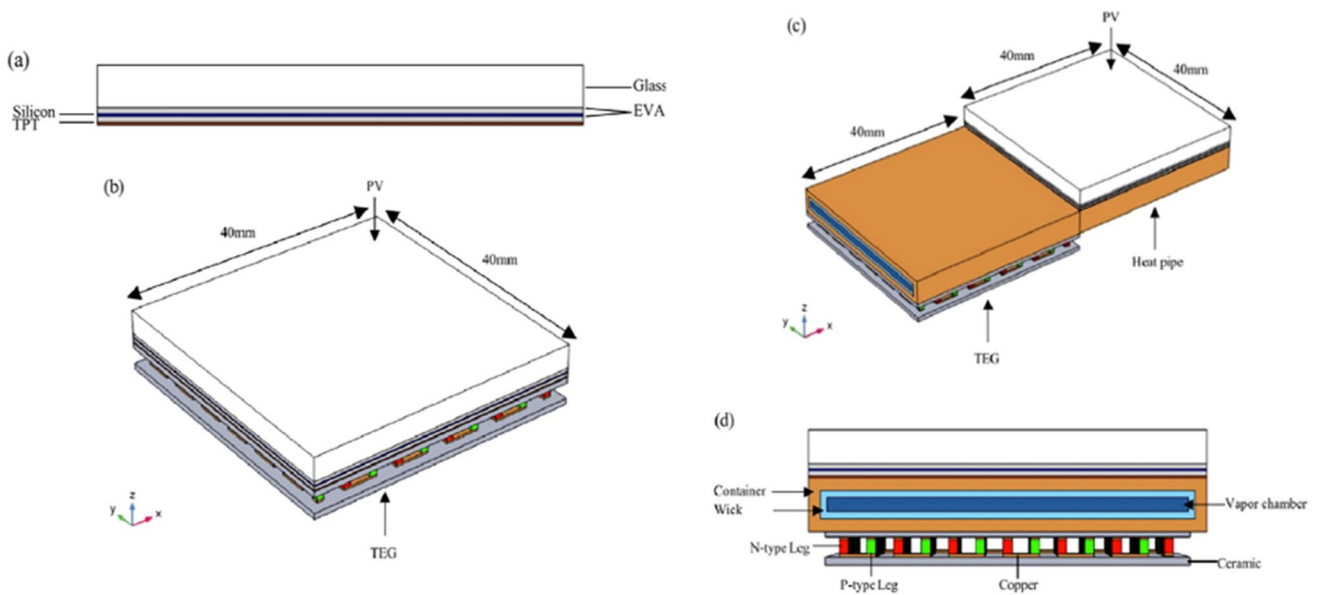 (a)
Glass
Silicon
EVA
TPT
(b)
PV
40mm
40mm
TEG
z
y
x
(c)
PV
40mm
40mm
40mm
Heat pipe
TEG
z
y
x
(d)
Container
Wick
Vapor chamber
N-type Leg
P-type Leg
Copper
Ceramic